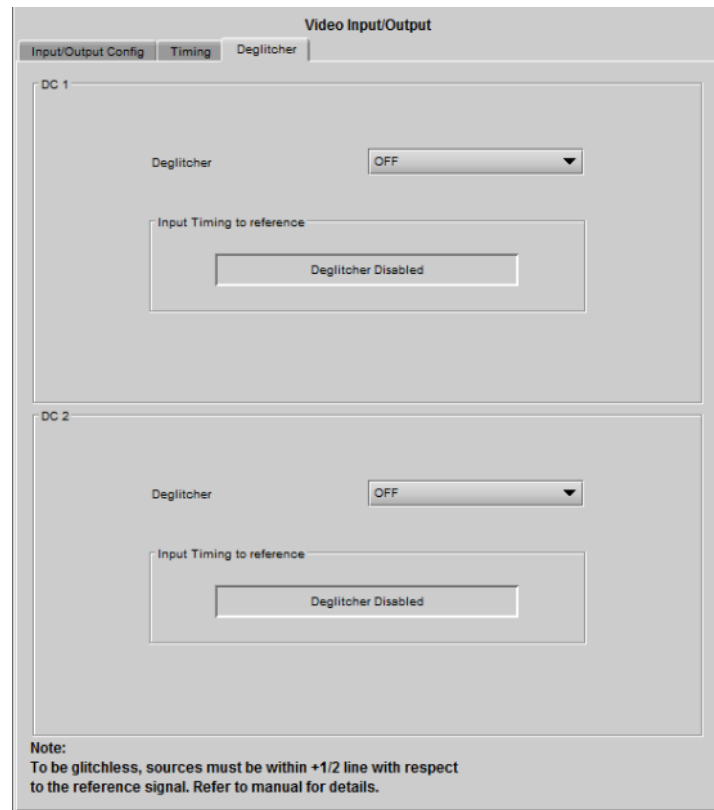 Video Input/Output
Input/Output Config Timing Deglitcher
DC 1
Deglitcher OFF
Input Timing to reference
Deglitcher Disabled
DC 2
Deglitcher OFF
Input Timing to reference
Deglitcher Disabled
Note:
To be glitchless, sources must be within +1/2 line with respect
to the reference signal. Refer to manual for details.